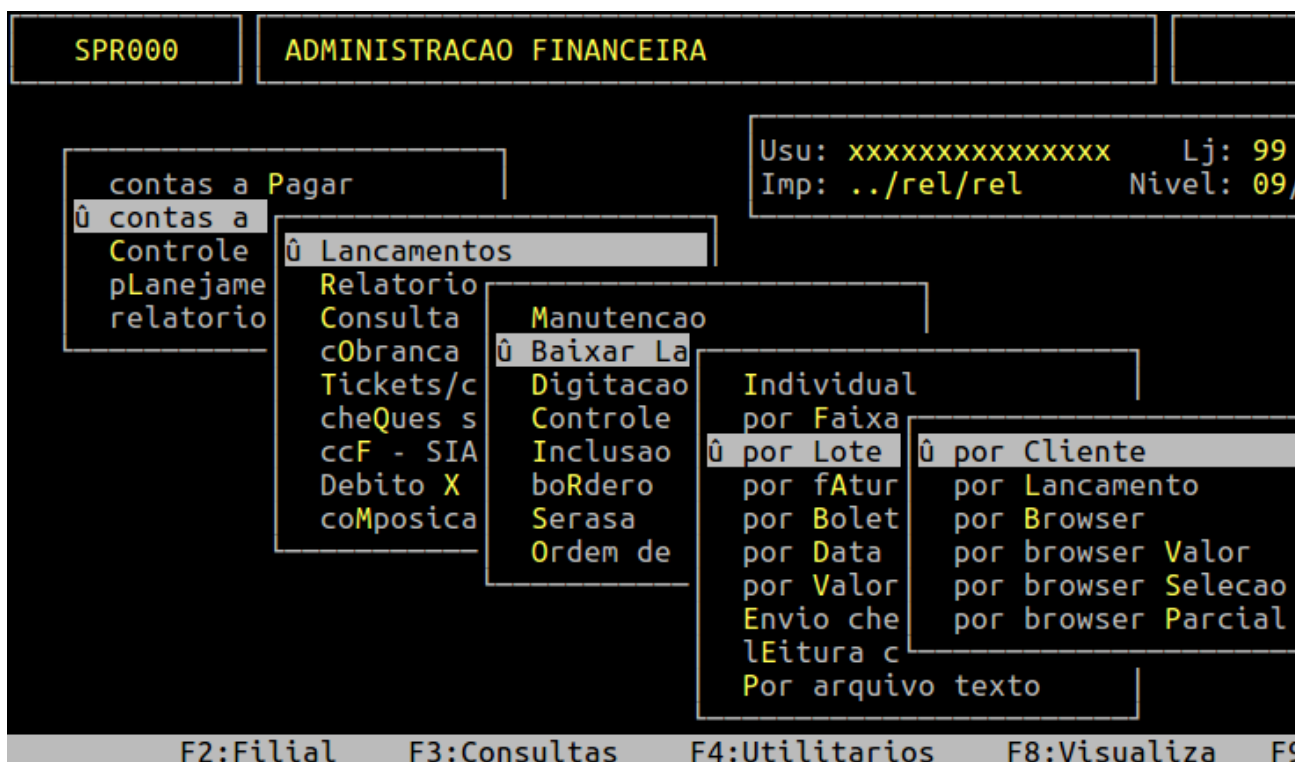 SPR000 ADMINISTRACAO FINANCEIRA
Usu: xxxxxxxxxxxxxxx Lj: 99
Imp: ../rel/rel Nivel: 09/
contas a Pagar
û contas a
Controle
pLanejame
relatorio
û Lancamentos
Relatorio
Consulta
cObranca
Tickets/c
cheQues s
ccF - SIA
Debito X
coMposica
Manutencao
û Baixar La
Digitacao
Controle
Inclusao
boRdero
Serasa
Ordem de
Individual
por Faixa
û por Lote
por fAtur
por Bolet
por Data
por Valor
Envio che
lEitura c
Por arquivo texto
û por Cliente
por Lancamento
por Browser
por browser Valor
por browser Selecao
por browser Parcial
F2:Filial F3:Consultas F4:Utilitarios F8:Visualiza F9